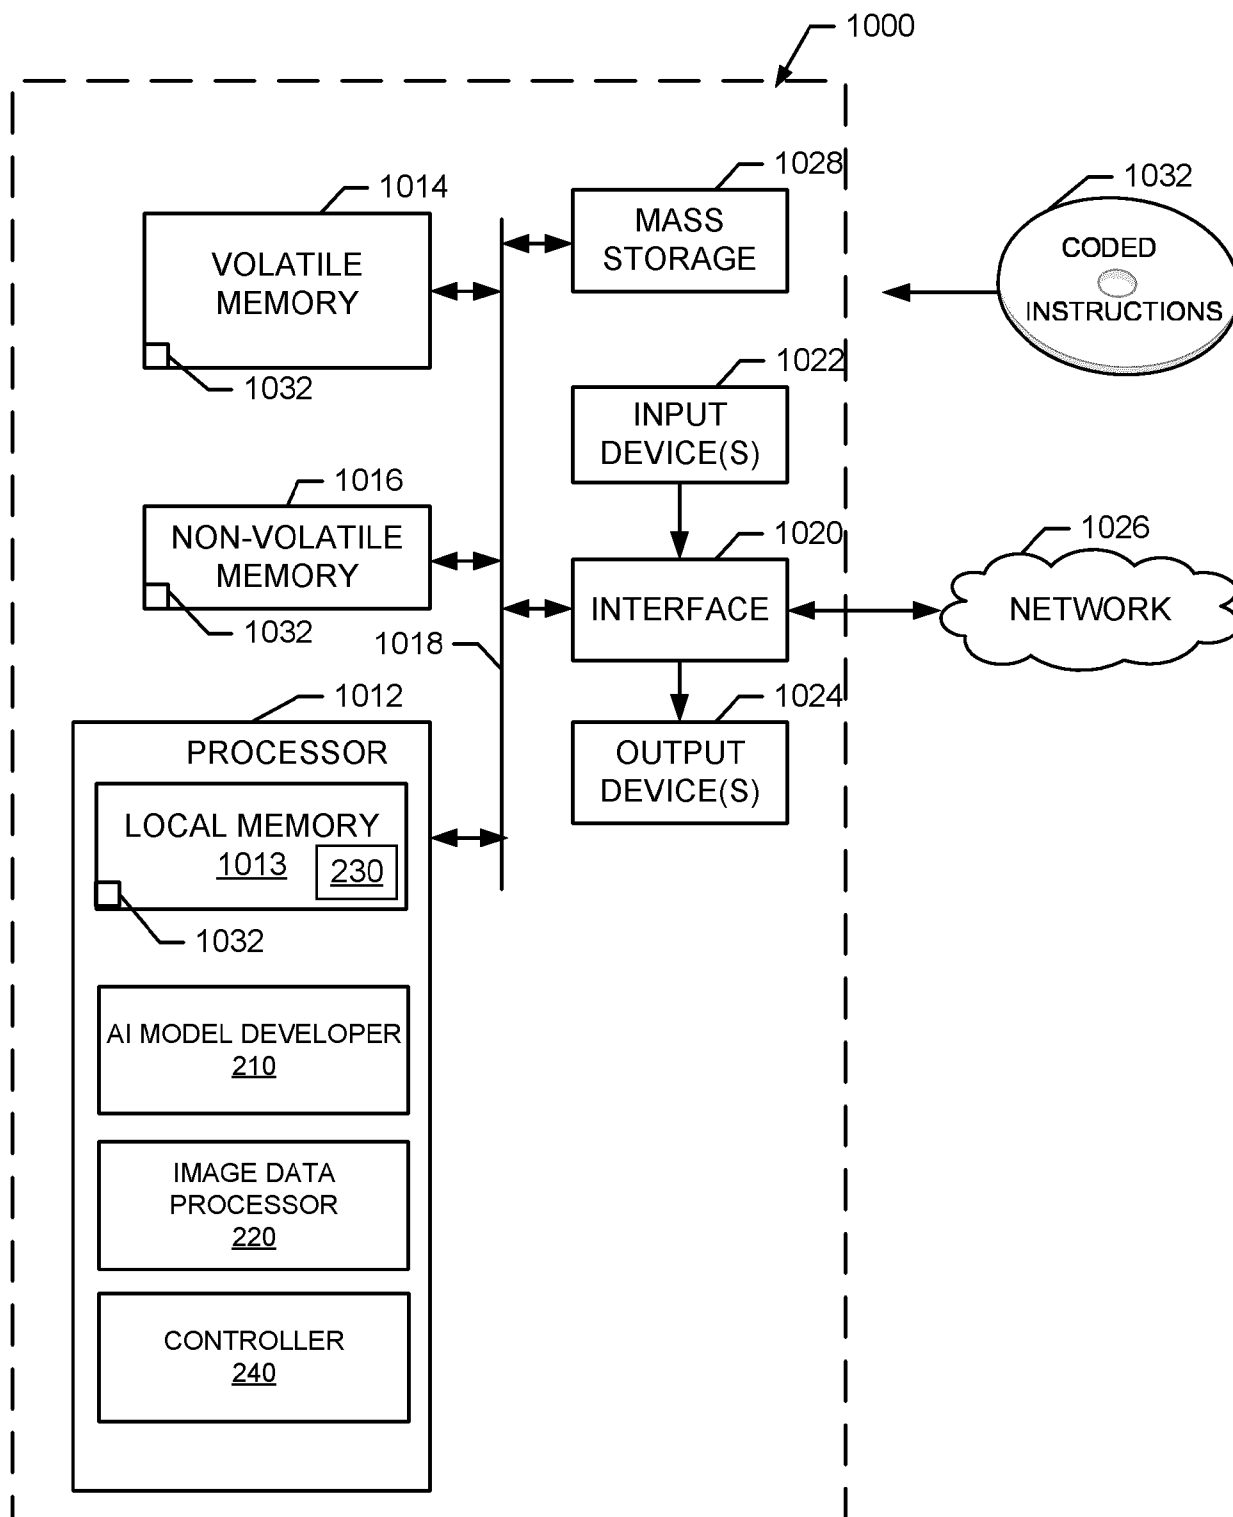 1000
1028
MASS
STORAGE
1014
VOLATILE
MEMORY
1032
1032
CODED
INSTRUCTIONS
1022
INPUT
DEVICE(S)
1016
NON-VOLATILE
MEMORY
1032
1020
INTERFACE
1026
NETWORK
1018
1024
OUTPUT
DEVICE(S)
1012
PROCESSOR
LOCAL MEMORY
1013
230
1032
AI MODEL DEVELOPER
210
IMAGE DATA
PROCESSOR
220
CONTROLLER
240